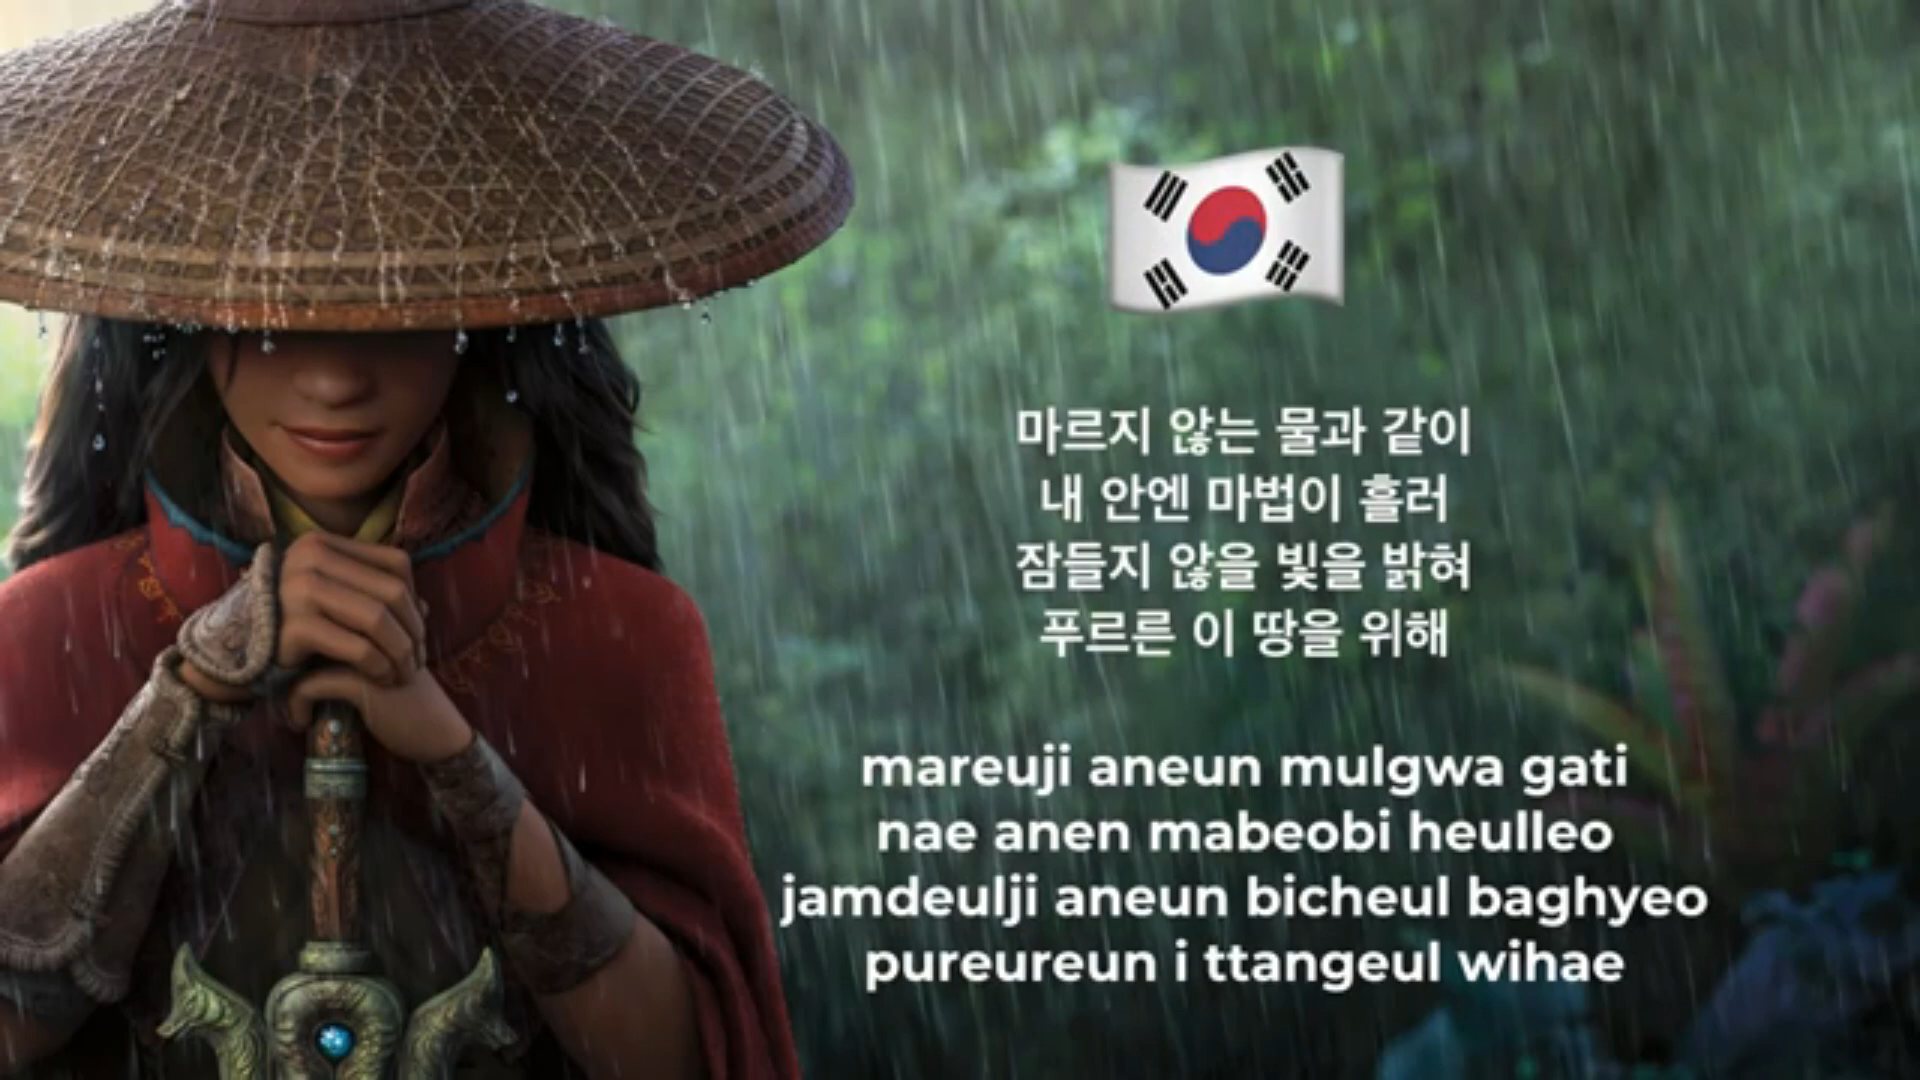 마르지 않는 물과 같이
내 안엔 마법이 흘러
잠들지 않을 빛을 밝혀
푸르른 이 땅을 위해
mareuji aneun mulgwa gati
nae anen mabeobi heulleo
jamdeulji aneun bicheul baghyeo
pureureun i ttangeul wihae